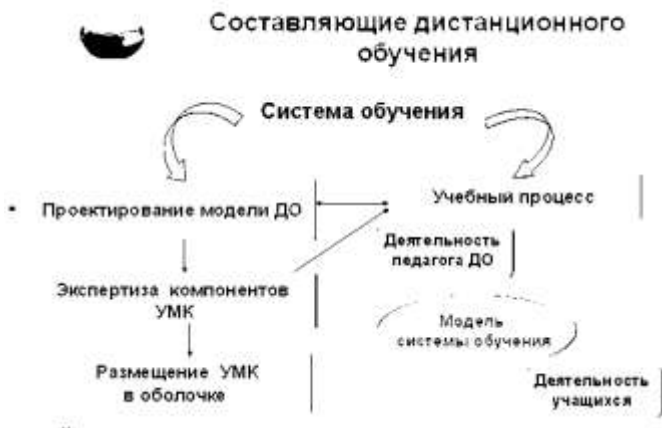 Составляющие дистанционного
обучения
Система обучения
• Проектирование модели ДО
Учебный процесс
Деятельность
педагога ДО
Экспертиза компонентов
УМК
Модель
системы обучения
Размещение УМК
в оболочке
Деятельность
учащихся